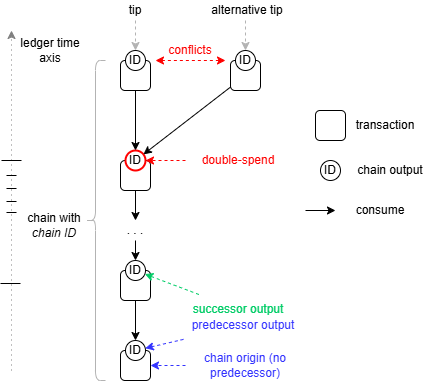 tip
alternative tip
ledger time
axis
ID
conflicts
ID
transaction
ID
double-spend
ID
chain output
chain with
chain ID
consume
. . .
ID
successor output
predecessor output
ID
chain origin (no
predecessor)